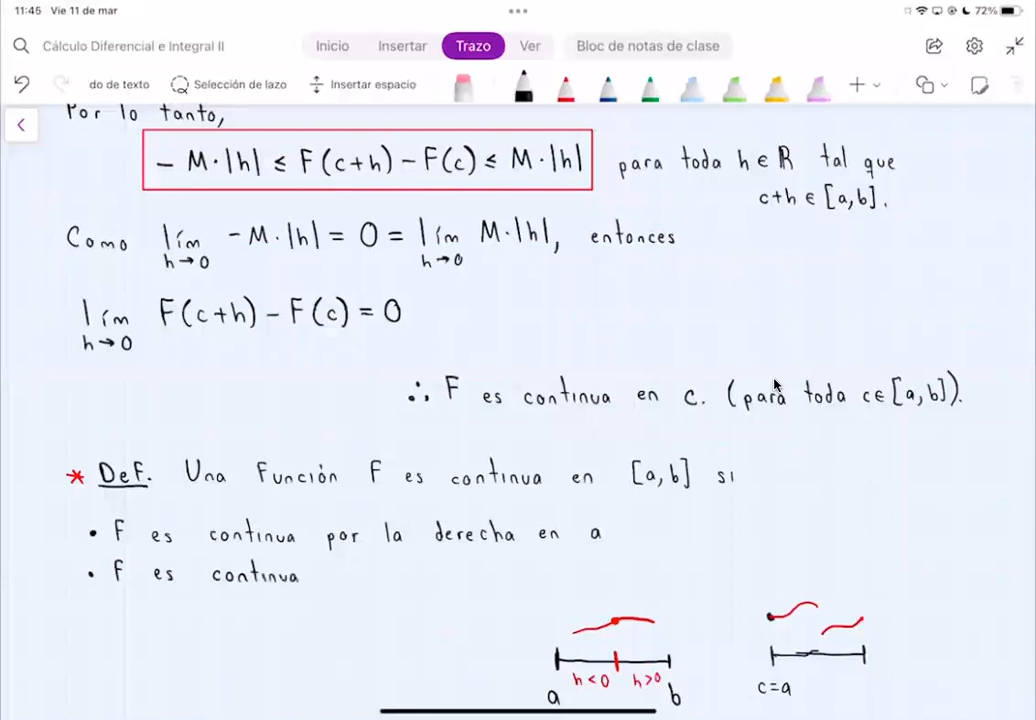 11:45 Vie 11 de mar 72%
Cálculo Diferencial e Integral II Inicio Insertar Trazo Ver Bloc de notas de clase
do de texto Selección de lazo Insertar espacio
Por lo tanto,
- M·|h| ≤ F(c+h) - F(c) ≤ M·|h| para toda h ∈ R tal que
c+h ∈ [a,b].
Como lím h→0 -M·|h| = 0 = lím h→0 M·|h|, entonces
lím h→0 F(c+h) - F(c) = 0
∴ F es continua en c. (para toda c∈[a,b]).
* Def. Una Función F es continua en [a,b] si
• F es continua por la derecha en a
• F es continua
h<0 h>0
a b c=a